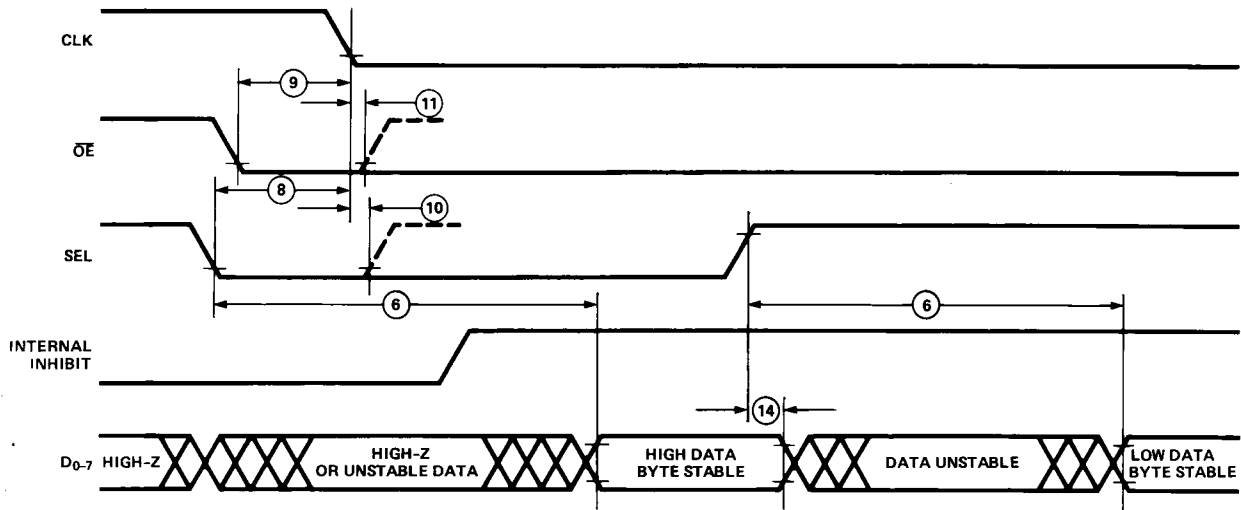 CLK
9
11
OE
8
10
SEL
6
6
INTERNAL
INHIBIT
14
D0–7
HIGH–Z
HIGH–Z
OR UNSTABLE DATA
HIGH DATA
BYTE STABLE
DATA UNSTABLE
LOW DATA
BYTE STABLE